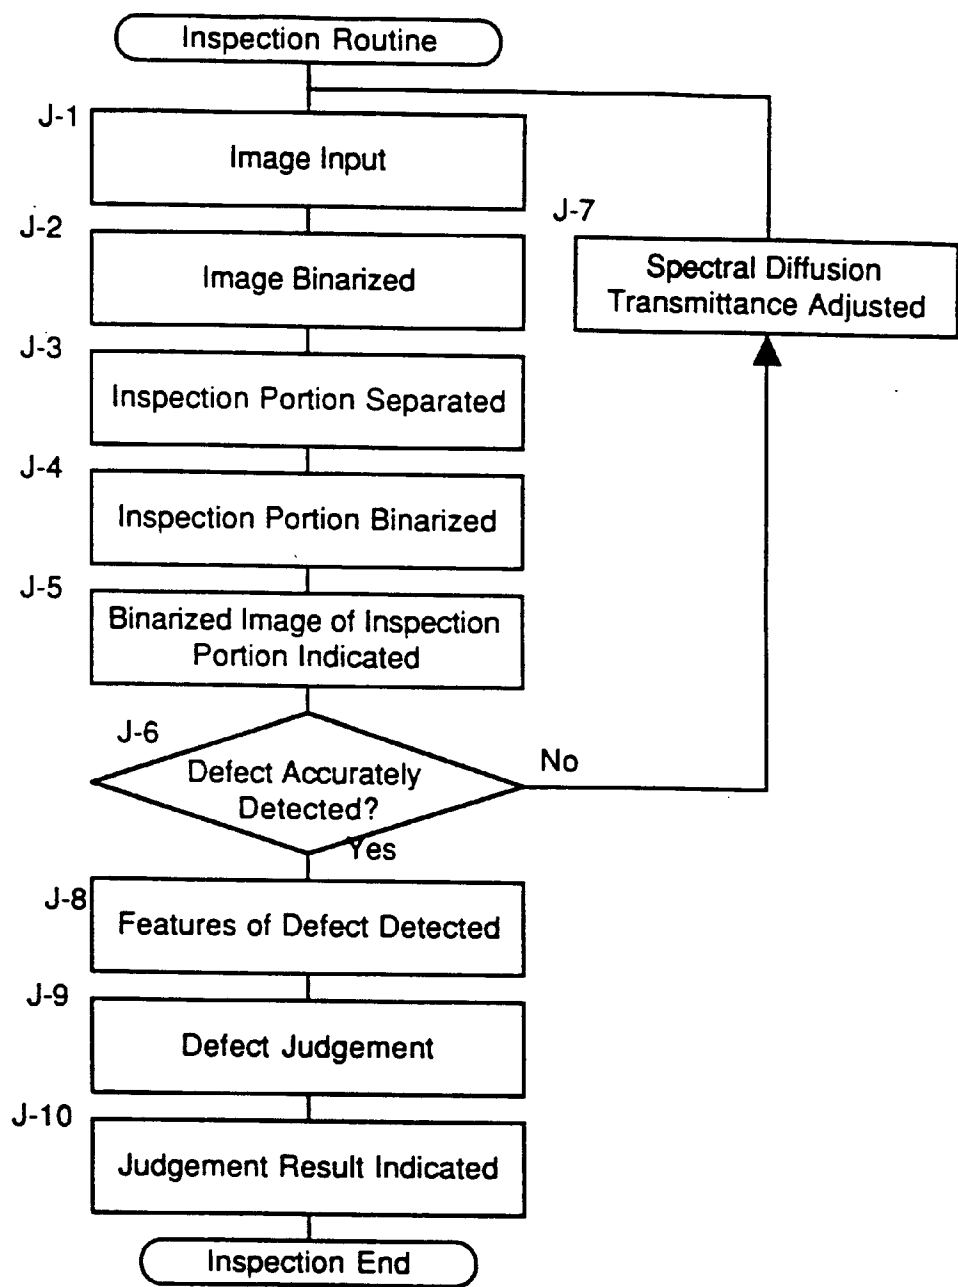 Inspection Routine
J-1
Image Input
J-2
Image Binarized
J-3
Inspection Portion Separated
J-4
Inspection Portion Binarized
J-5
Binarized Image of Inspection
Portion Indicated
J-6
Defect Accurately
Detected?
No
Yes
J-7
Spectral Diffusion
Transmittance Adjusted
J-8
Features of Defect Detected
J-9
Defect Judgement
J-10
Judgement Result Indicated
Inspection End